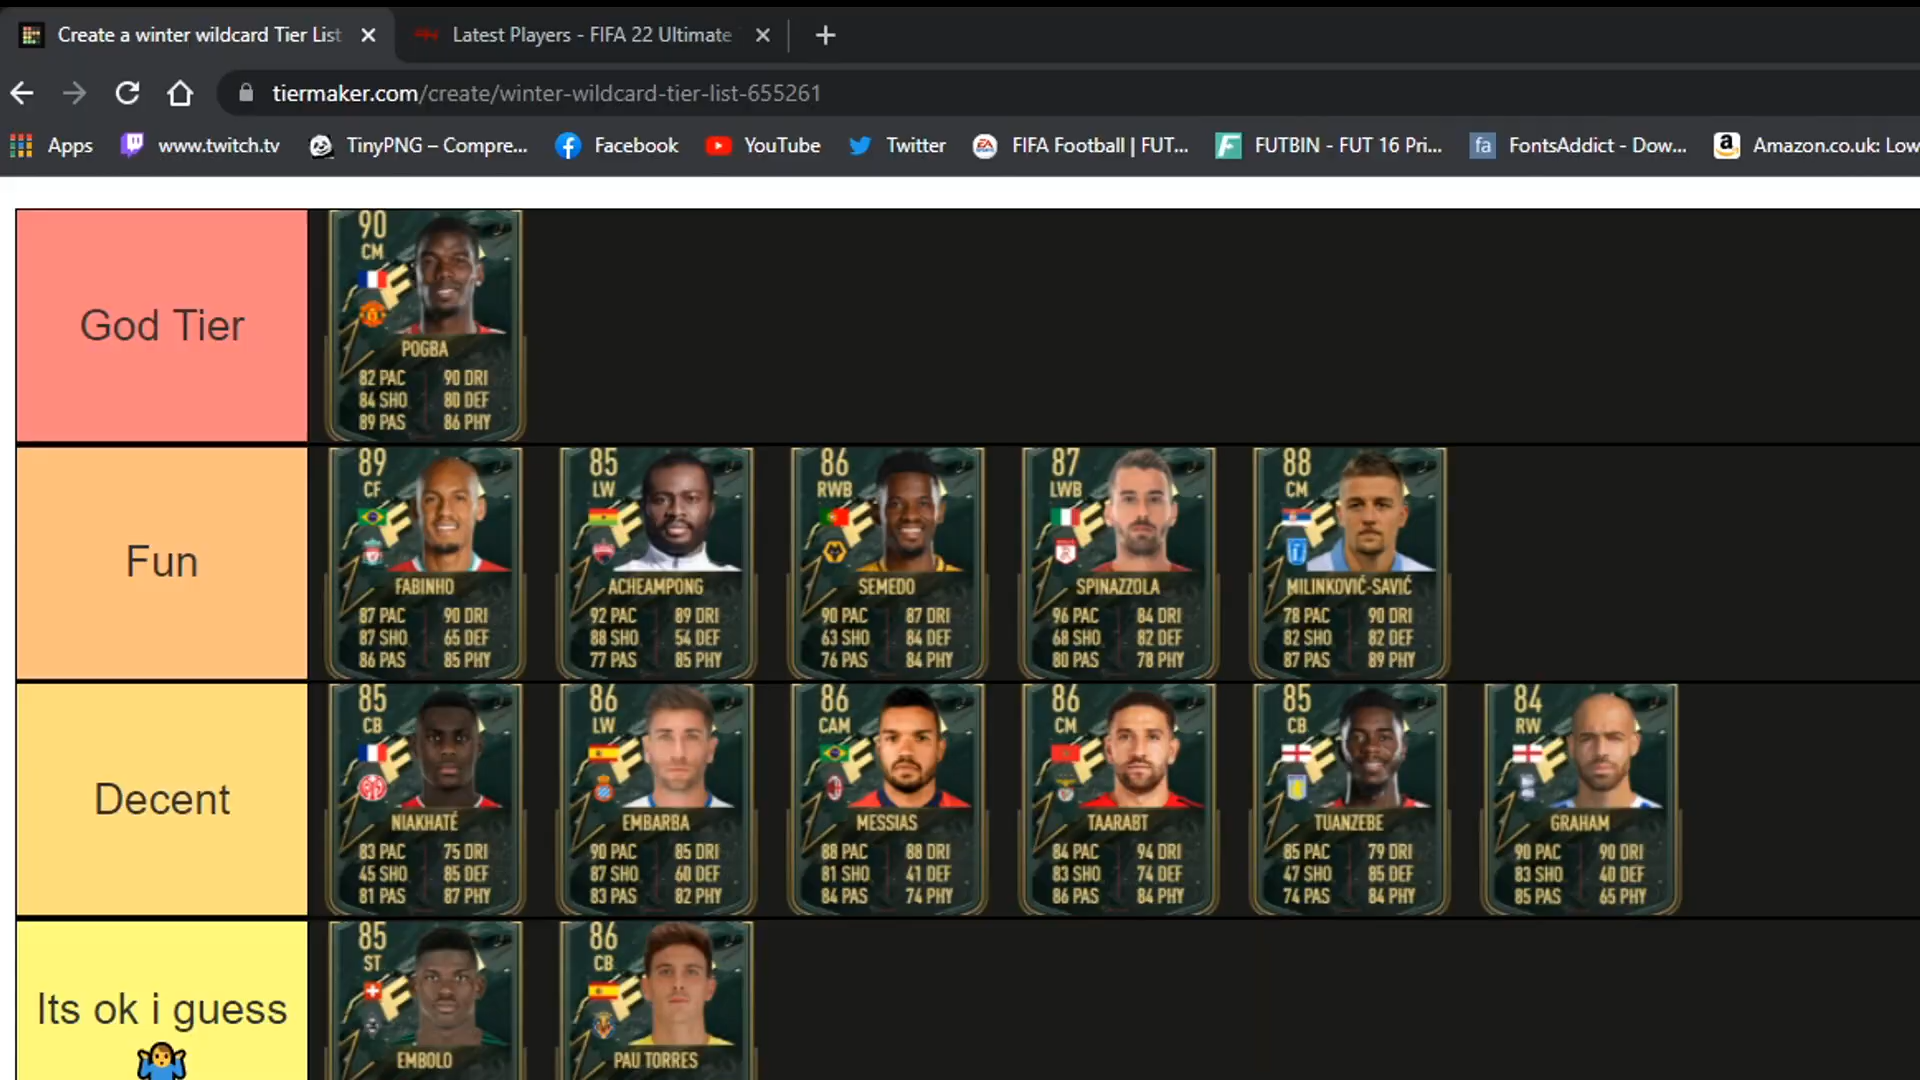 Create a winter wildcard Tier List
Latest Players - FIFA 22 Ultimate
tiermaker.com/create/winter-wildcard-tier-list-655261
Apps
www.twitch.tv
TinyPNG – Compre...
Facebook
YouTube
Twitter
FIFA Football | FUT...
FUTBIN - FUT 16 Pri...
fa
FontsAddict - Dow...
Amazon.co.uk: Low
God Tier
90
CM
POGBA
82 PAC 90 DRI
84 SHO 80 DEF
89 PAS 86 PHY
Fun
89
CF
FABINHO
87 PAC 90 DRI
87 SHO 65 DEF
86 PAS 85 PHY
85
LW
ACHEAMPONG
92 PAC 89 DRI
88 SHO 54 DEF
77 PAS 85 PHY
86
RWB
SEMEDO
90 PAC 87 DRI
63 SHO 84 DEF
76 PAS 84 PHY
87
LWB
SPINAZZOLA
96 PAC 84 DRI
68 SHO 82 DEF
80 PAS 78 PHY
88
CM
MILINKOVIĆ-SAVIĆ
78 PAC 90 DRI
82 SHO 82 DEF
87 PAS 89 PHY
Decent
85
CB
NIAKHATÉ
83 PAC 75 DRI
45 SHO 85 DEF
81 PAS 87 PHY
86
LW
EMBARBA
90 PAC 85 DRI
87 SHO 60 DEF
83 PAS 82 PHY
86
CAM
MESSIAS
88 PAC 88 DRI
81 SHO 41 DEF
84 PAS 74 PHY
86
CM
TAARABT
84 PAC 94 DRI
83 SHO 74 DEF
86 PAS 84 PHY
85
CB
TUANZEBE
85 PAC 79 DRI
47 SHO 85 DEF
74 PAS 84 PHY
84
RW
GRAHAM
90 PAC 90 DRI
83 SHO 40 DEF
85 PAS 65 PHY
Its ok i guess
85
ST
EMBOLO
86
CB
PAU TORRES